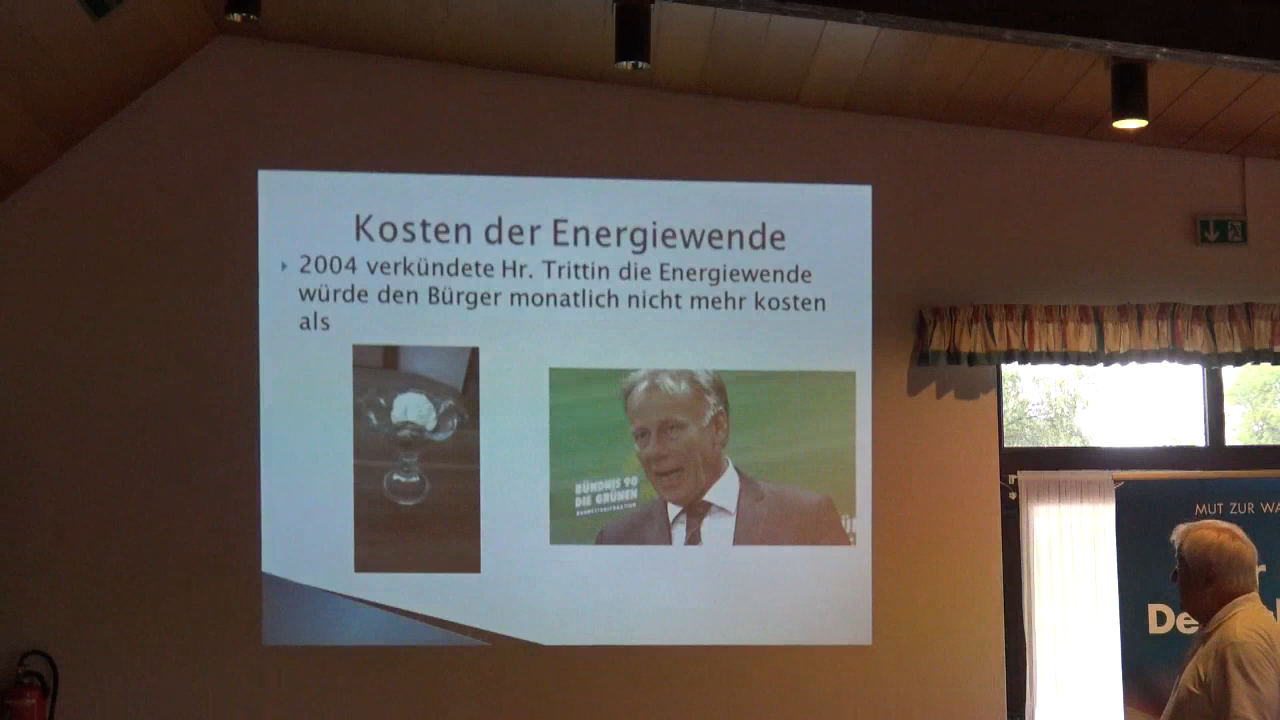 Kosten der Energiewende
2004 verkündete Hr. Trittin die Energiewende
würde den Bürger monatlich nicht mehr kosten
als
BÜNDNIS 90
DIE GRÜNEN
BUNDESTAGSFRAKTION
MUT ZUR WA
De